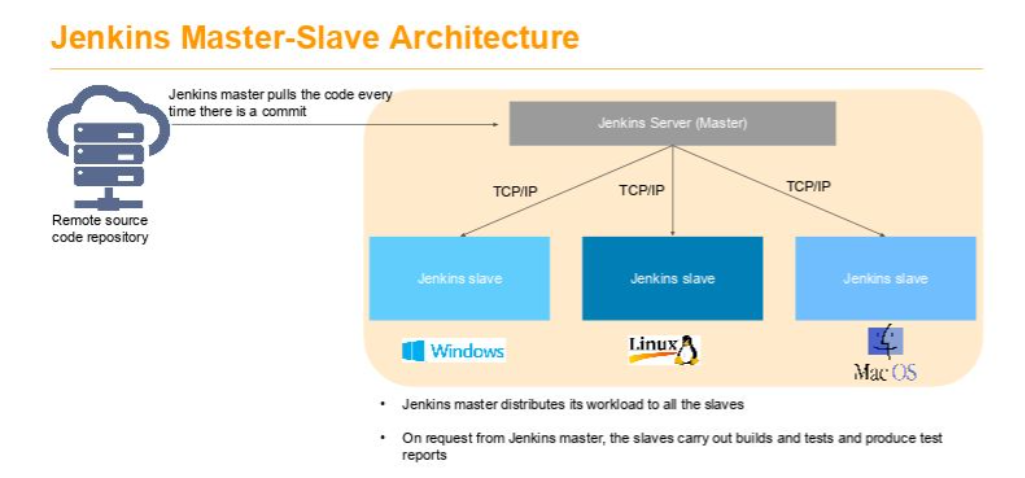 Jenkins Master-Slave Architecture
Jenkins master pulls the code every
time there is a commit
Jenkins Server (Master)
TCP/IP
TCP/IP
TCP/IP
Remote source
code repository
Jenkins slave
Jenkins slave
Jenkins slave
Windows
Linux
Mac OS
• Jenkins master distributes its workload to all the slaves
• On request from Jenkins master, the slaves carry out builds and tests and produce test
reports